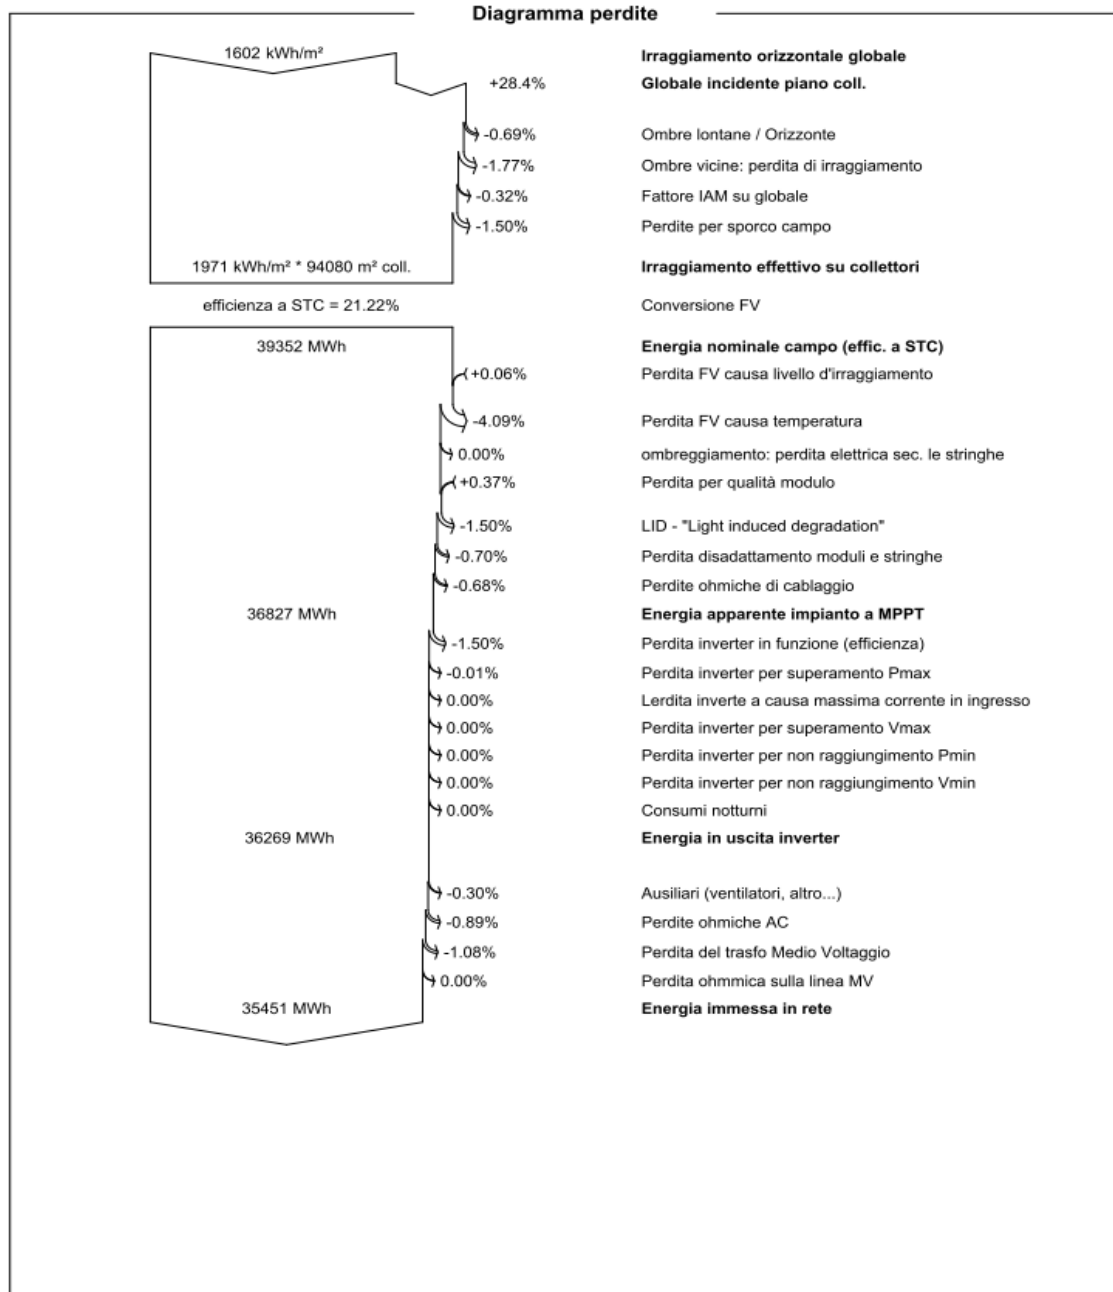 Diagramma perdite
1602 kWh/m² Irraggiamento orizzontale globale
+28.4% Globale incidente piano coll.
-0.69% Ombre lontane / Orizzonte
-1.77% Ombre vicine: perdita di irraggiamento
-0.32% Fattore IAM su globale
-1.50% Perdite per sporco campo
1971 kWh/m² * 94080 m² coll. Irraggiamento effettivo su collettori
efficienza a STC = 21.22% Conversione FV
39352 MWh Energia nominale campo (effic. a STC)
+0.06% Perdita FV causa livello d'irraggiamento
-4.09% Perdita FV causa temperatura
0.00% ombreggiamento: perdita elettrica sec. le stringhe
+0.37% Perdita per qualità modulo
-1.50% LID - "Light induced degradation"
-0.70% Perdita disadattamento moduli e stringhe
-0.68% Perdite ohmiche di cablaggio
36827 MWh Energia apparente impianto a MPPT
-1.50% Perdita inverter in funzione (efficienza)
-0.01% Perdita inverter per superamento Pmax
0.00% Lerdita inverte a causa massima corrente in ingresso
0.00% Perdita inverter per superamento Vmax
0.00% Perdita inverter per non raggiungimento Pmin
0.00% Perdita inverter per non raggiungimento Vmin
0.00% Consumi notturni
36269 MWh Energia in uscita inverter
-0.30% Ausiliari (ventilatori, altro...)
-0.89% Perdite ohmiche AC
-1.08% Perdita del trasfo Medio Voltaggio
0.00% Perdita ohmmica sulla linea MV
35451 MWh Energia immessa in rete